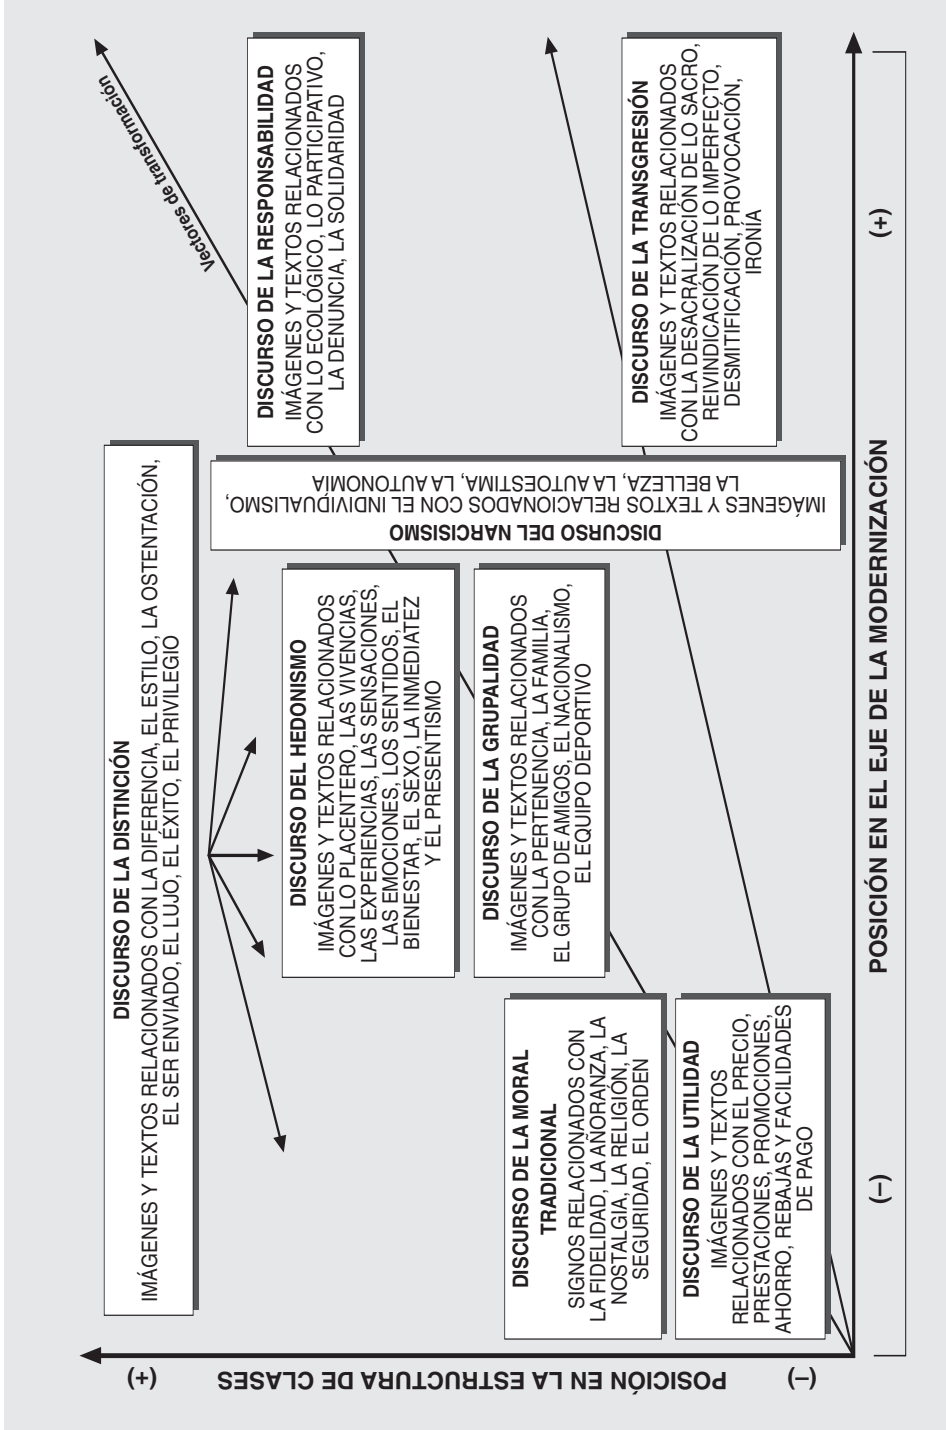 DISCURSO DE LA DISTINCIÓN
IMÁGENES Y TEXTOS RELACIONADOS CON LA DIFERENCIA, EL ESTILO, LA OSTENTACIÓN,
EL SER ENVIADO, EL LUJO, EL ÉXITO, EL PRIVILEGIO
Vectores de transformación
DISCURSO DEL HEDONISMO
IMÁGENES Y TEXTOS RELACIONADOS
CON LO PLACENTERO, LAS VIVENCIAS,
LAS EXPERIENCIAS, LAS SENSACIONES,
LAS EMOCIONES, LOS SENTIDOS, EL
BIENESTAR, EL SEXO, LA INMEDIATEZ
Y EL PRESENTISMO
DISCURSO DEL NARCISISMO
IMÁGENES Y TEXTOS RELACIONADOS CON EL INDIVIDUALISMO,
LA BELLEZA, LA AUTOESTIMA, LA AUTONOMÍA
DISCURSO DE LA RESPONSABILIDAD
IMÁGENES Y TEXTOS RELACIONADOS
CON LO ECOLÓGICO, LO PARTICIPATIVO,
LA DENUNCIA, LA SOLIDARIDAD
DISCURSO DE LA MORAL
TRADICIONAL
SIGNOS RELACIONADOS CON
LA FIDELIDAD, LA AÑORANZA, LA
NOSTALGIA, LA RELIGIÓN, LA
SEGURIDAD, EL ORDEN
DISCURSO DE LA GRUPALIDAD
IMÁGENES Y TEXTOS RELACIONADOS
CON LA PERTENENCIA, LA FAMILIA,
EL GRUPO DE AMIGOS, EL NACIONALISMO,
EL EQUIPO DEPORTIVO
DISCURSO DE LA UTILIDAD
IMÁGENES Y TEXTOS
RELACIONADOS CON EL PRECIO,
PRESTACIONES, PROMOCIONES,
AHORRO, REBAJAS Y FACILIDADES
DE PAGO
DISCURSO DE LA TRANSGRESIÓN
IMÁGENES Y TEXTOS RELACIONADOS
CON LA DESACRALIZACIÓN DE LO SACRO,
REIVINDICACIÓN DE LO IMPERFECTO,
DESMITIFICACIÓN, PROVOCACIÓN,
IRONÍA
(+)
POSICIÓN EN LA ESTRUCTURA DE CLASES
(–)
(–)
POSICIÓN EN EL EJE DE LA MODERNIZACIÓN
(+)